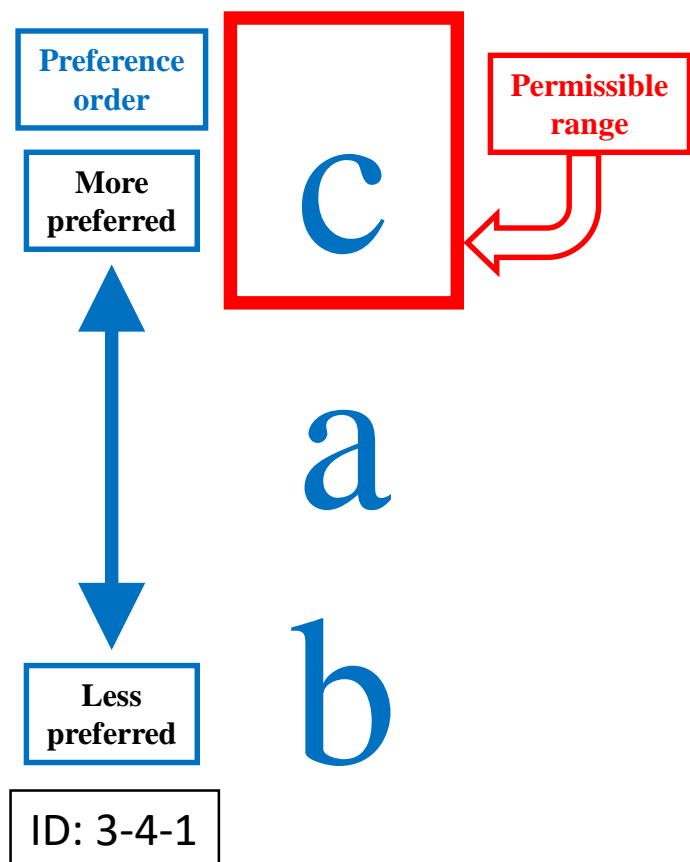 Preference
order
Permissible
range
More
preferred
c
a
b
Less
preferred
ID: 3-4-1